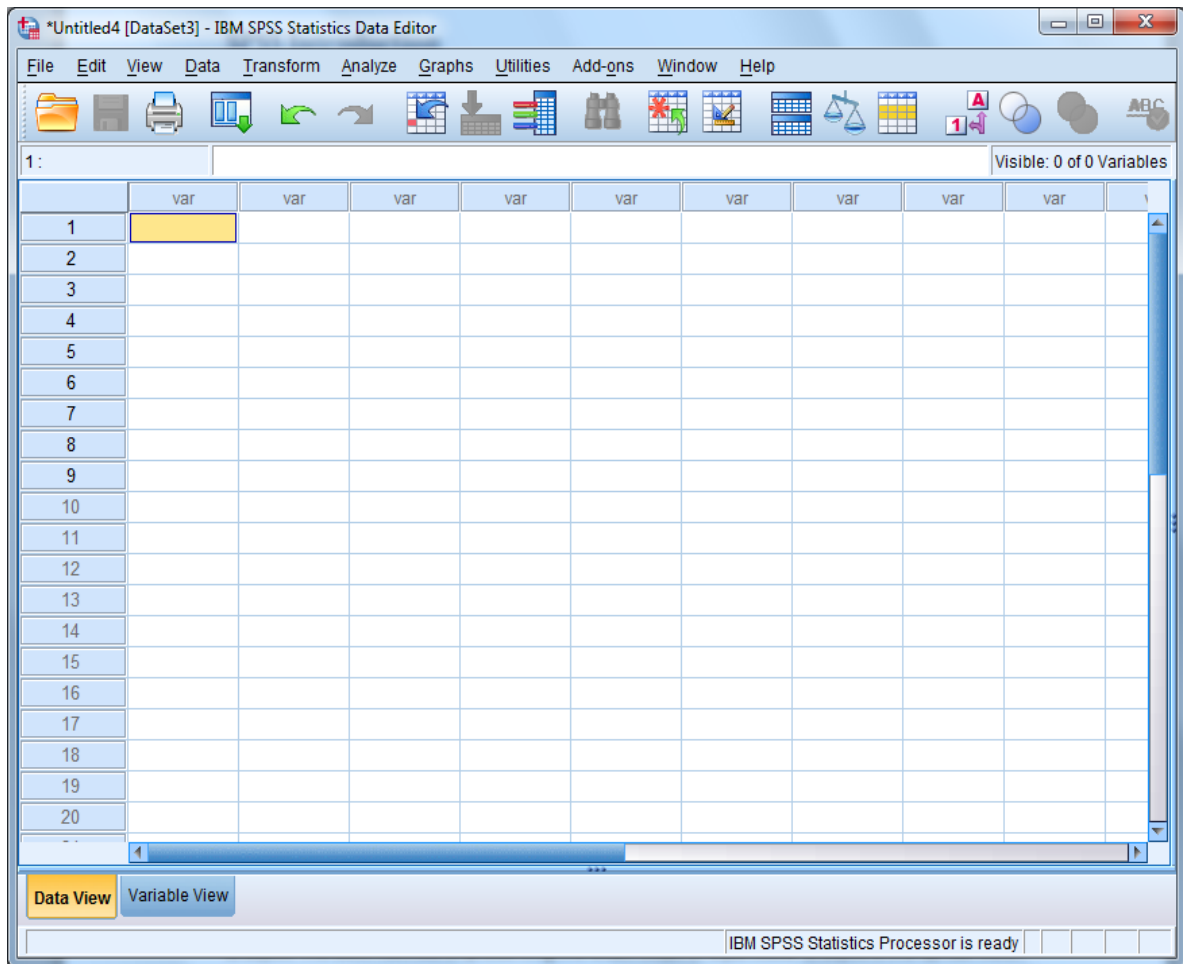 *Untitled4 [DataSet3] - IBM SPSS Statistics Data Editor
File Edit View Data Transform Analyze Graphs Utilities Add-ons Window Help
A
1
ABC
1 :
Visible: 0 of 0 Variables
var var var var var var var var var
1
2
3
4
5
6
7
8
9
10
11
12
13
14
15
16
17
18
19
20
Data View Variable View
IBM SPSS Statistics Processor is ready